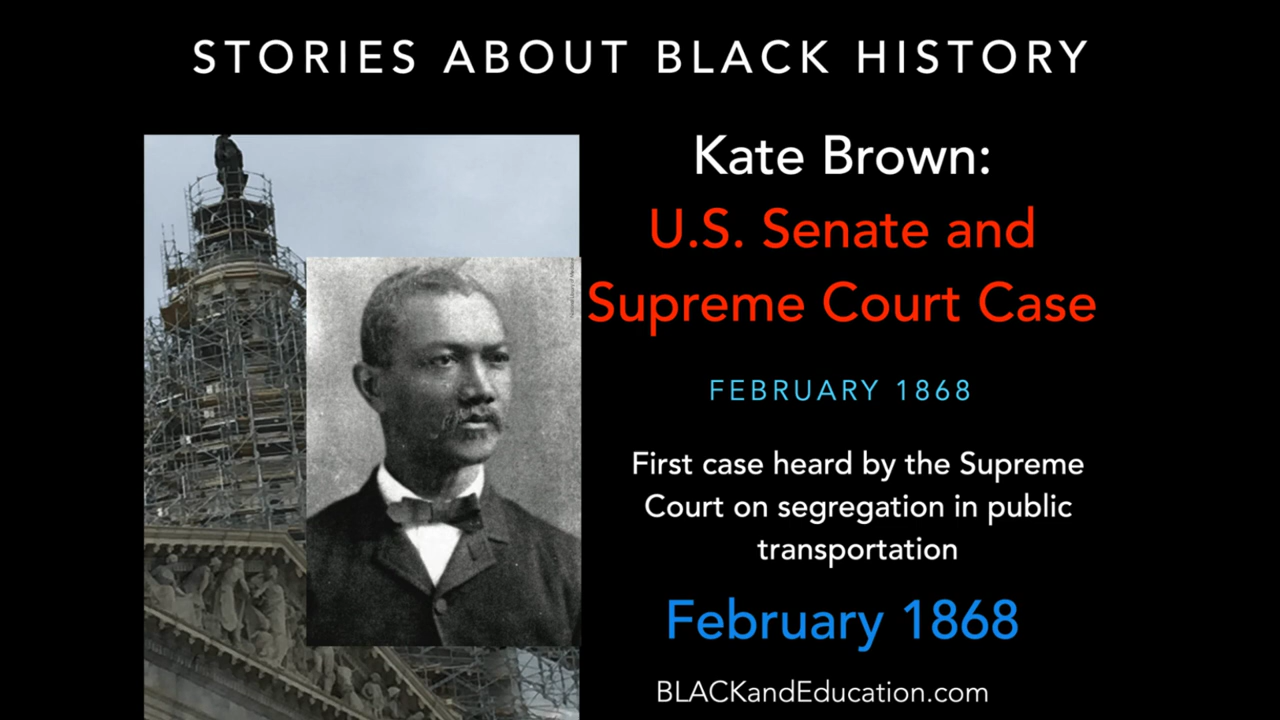 STORIES ABOUT BLACK HISTORY
Kate Brown:
U.S. Senate and
Supreme Court Case
FEBRUARY 1868
First case heard by the Supreme
Court on segregation in public
transportation
February 1868
BLACKandEducation.com